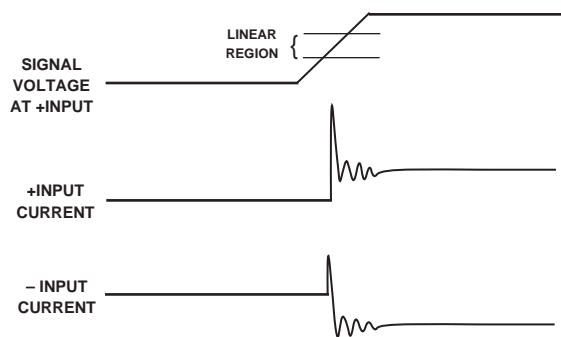 LINEAR
REGION
SIGNAL
VOLTAGE
AT +INPUT
+INPUT
CURRENT
– INPUT
CURRENT